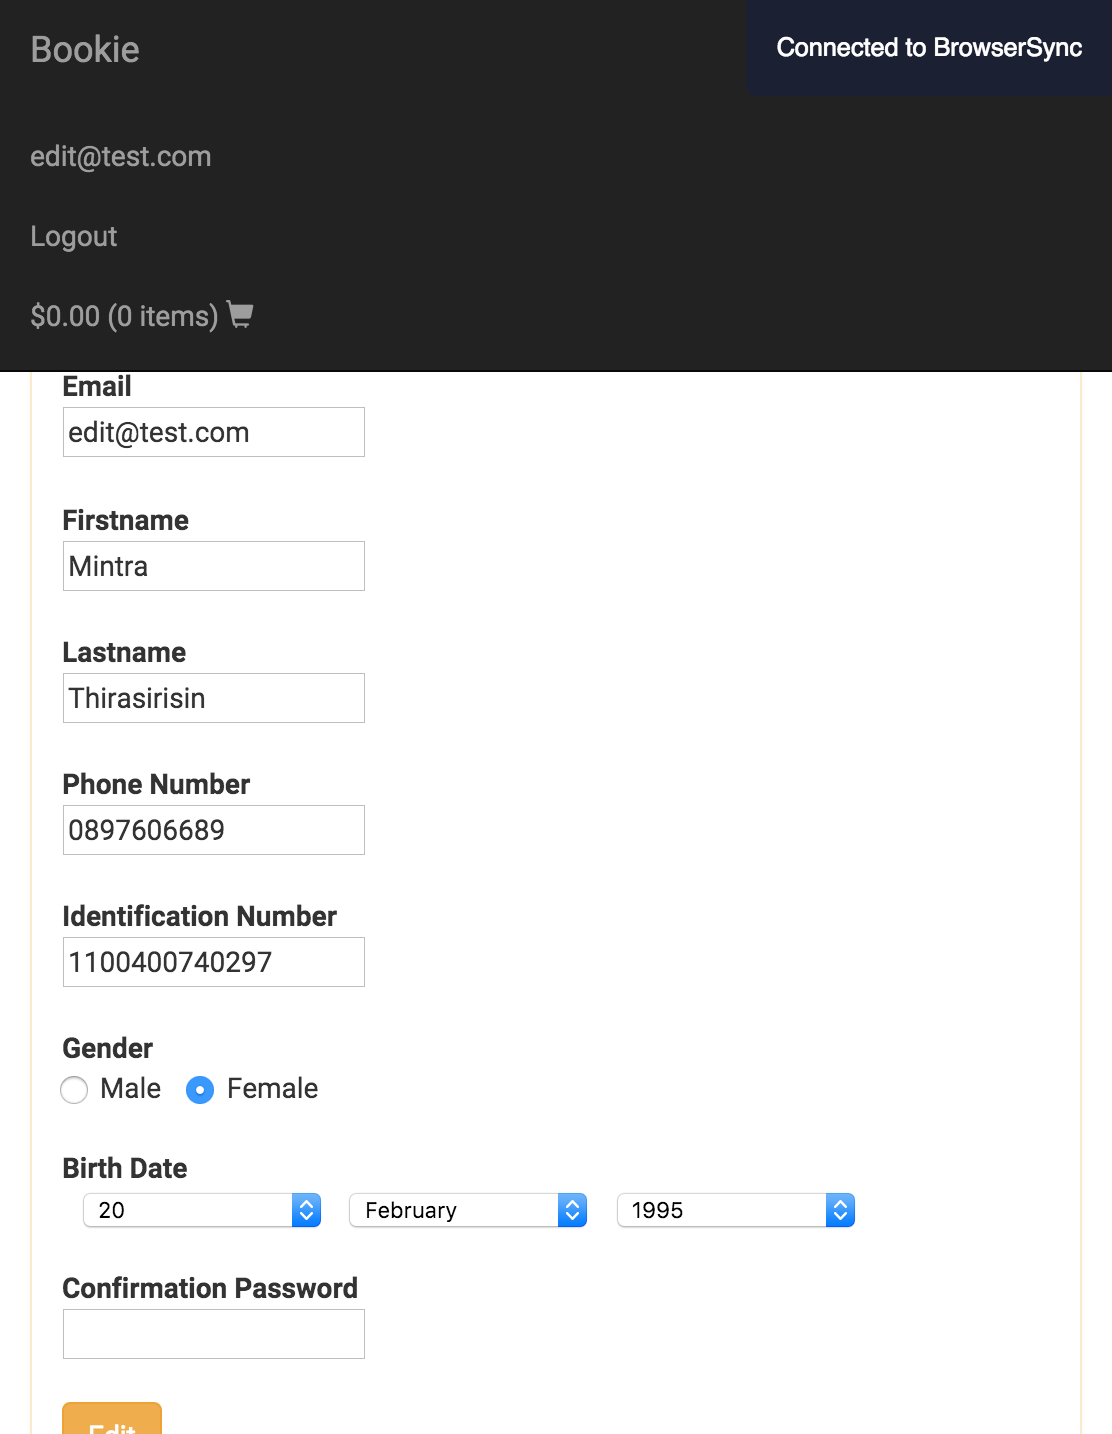 Bookie
Connected to BrowserSync
edit@test.com
Logout
$0.00 (0 items)
Email
edit@test.com
Firstname
Mintra
Lastname
Thirasirisin
Phone Number
0897606689
Identification Number
1100400740297
Gender
Male Female
Birth Date
20 February 1995
Confirmation Password
Edit